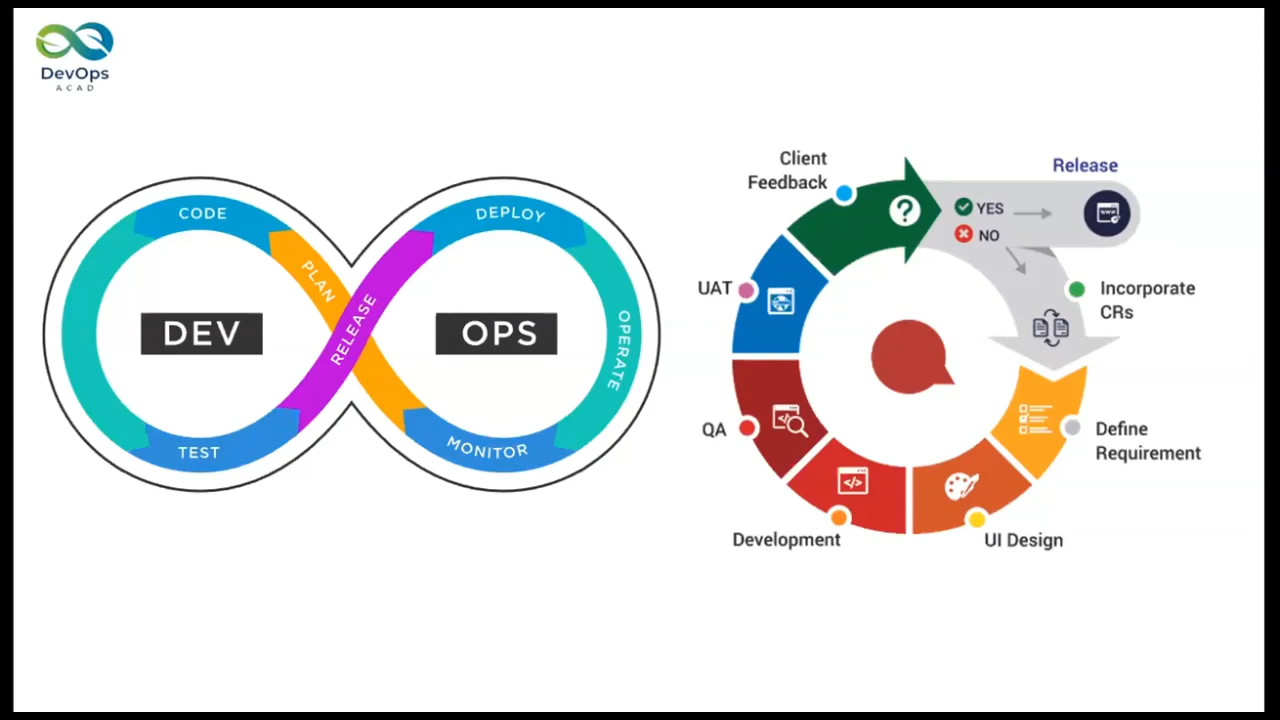 DevOps
ACAD
CODE
PLAN
RELEASE
DEPLOY
OPERATE
MONITOR
TEST
DEV
OPS
Client
Feedback
YES
NO
Release
www
Incorporate
CRs
Define
Requirement
UI Design
Development
QA
UAT